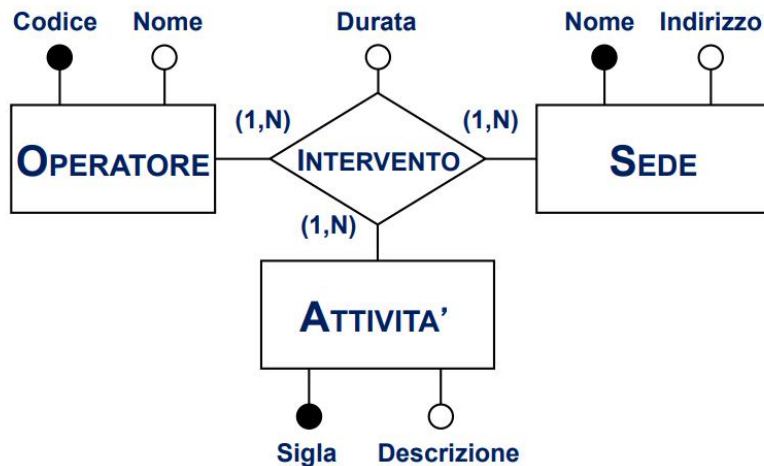 Codice Nome Durata Nome Indirizzo
(1,N) (1,N)
OPERATORE INTERVENTO SEDE
(1,N)
ATTIVITA’
Sigla Descrizione